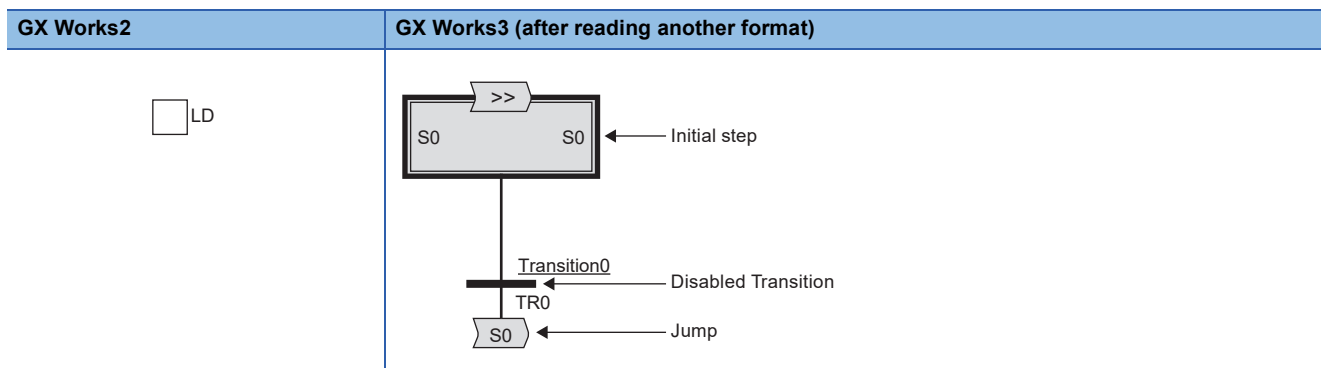 GX Works2 GX Works3 (after reading another format)
LD
>>
S0 S0 Initial step
Transition0
Disabled Transition
TR0
S0 Jump